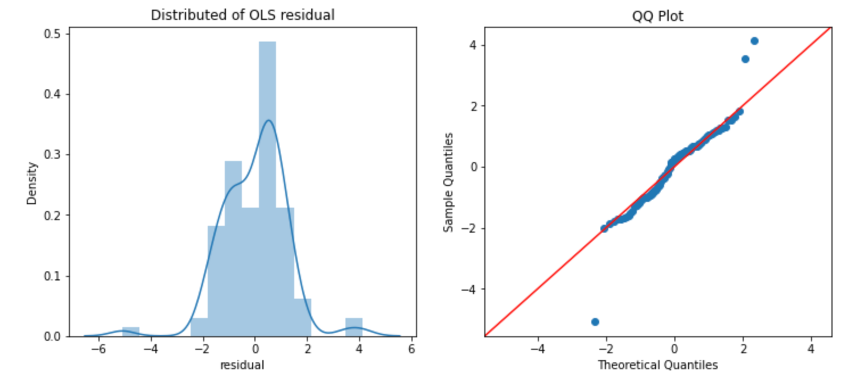 Distributed of OLS residual
0.5
0.4
0.3
0.2
0.1
0.0
Density
−6 −4 −2 0 2 4 6
residual
QQ Plot
4
2
0
−2
−4
Sample Quantiles
−4 −2 0 2 4
Theoretical Quantiles